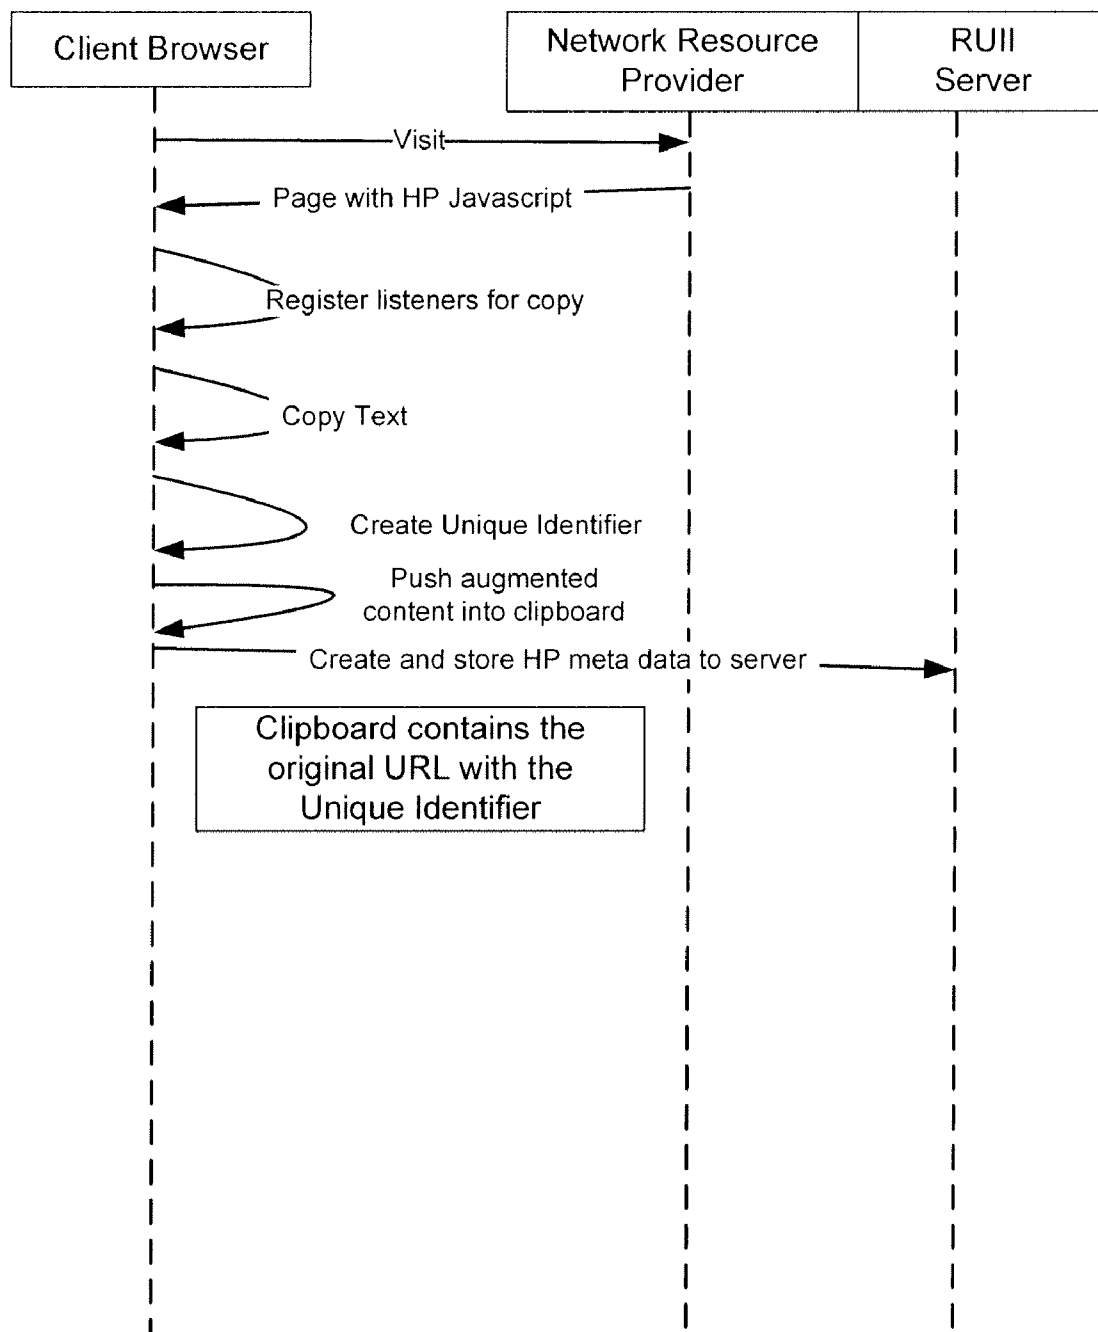 Client Browser
Network Resource
Provider
RUII
Server
Visit
Page with HP Javascript
Register listeners for copy
Copy Text
Create Unique Identifier
Push augmented
content into clipboard
Create and store HP meta data to server
Clipboard contains the
original URL with the
Unique Identifier